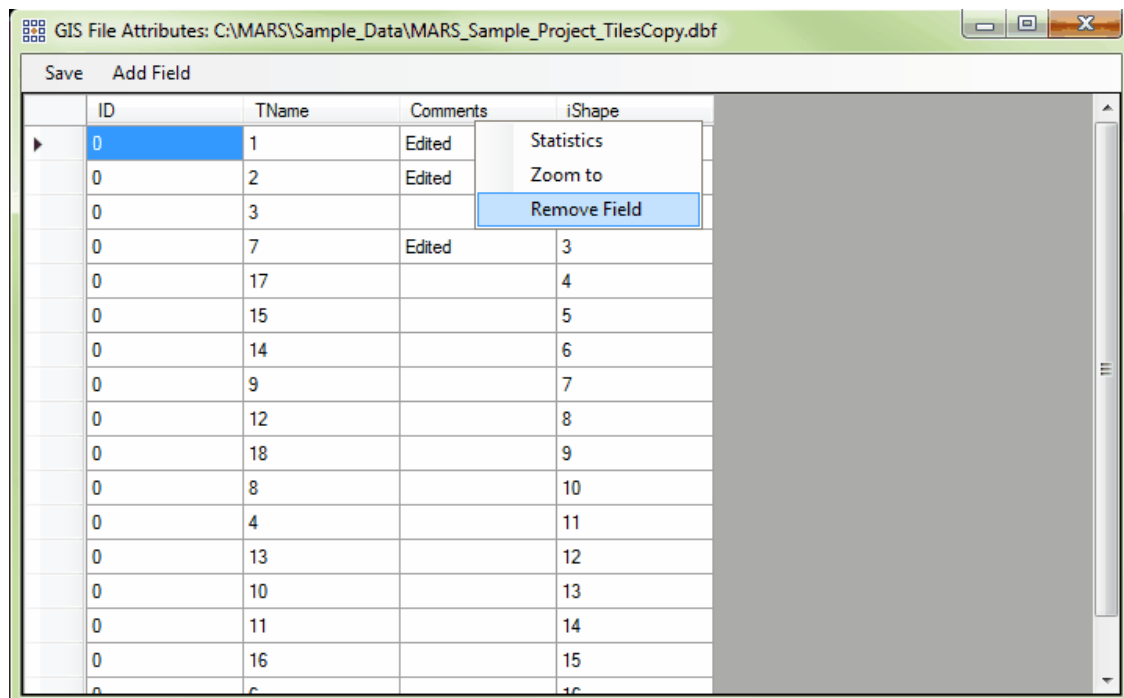 GIS File Attributes: C:\MARS\Sample_Data\MARS_Sample_Project_TilesCopy.dbf
Save Add Field
ID TName Comments iShape
0 1 Edited Statistics
0 2 Edited Zoom to
0 3 Remove Field
0 7 Edited 3
0 17 4
0 15 5
0 14 6
0 9 7
0 12 8
0 18 9
0 8 10
0 4 11
0 13 12
0 10 13
0 11 14
0 16 15